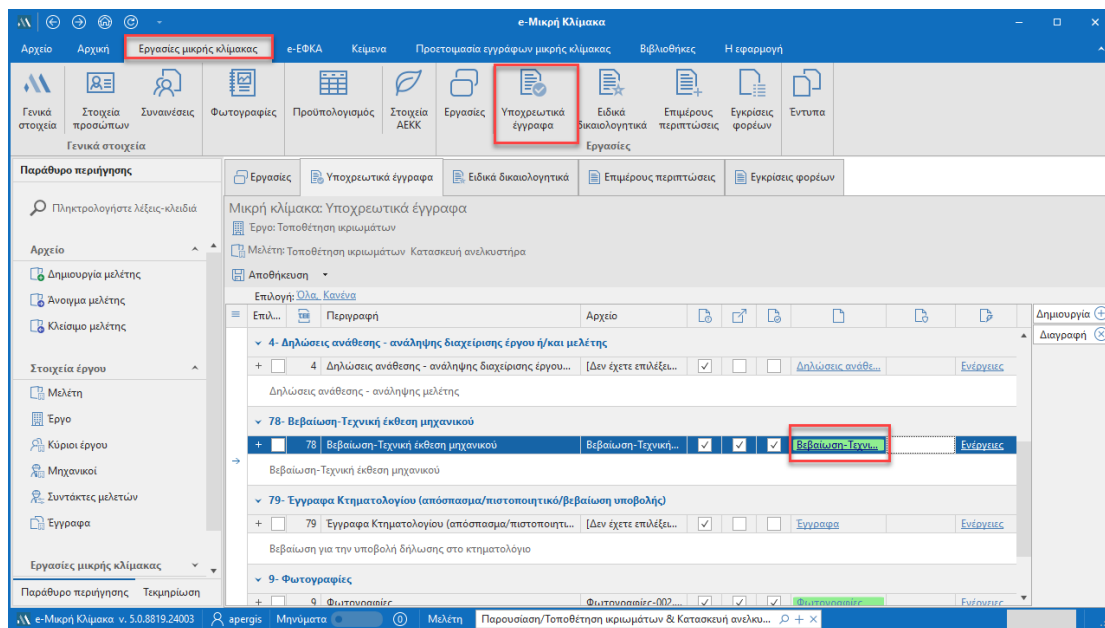 e-Μικρή Κλίμακα
Αρχείο Αρχική Εργασίες μικρής κλίμακας e-ΕΦΚΑ Κείμενα Προετοιμασία εγγράφων μικρής κλίμακας Βιβλιοθήκες Η εφαρμογή
Γενικά στοιχεία Στοιχεία προσώπων Συναινέσεις Φωτογραφίες Προϋπολογισμός Στοιχεία ΑΕΚΚ Εργασίες Υποχρεωτικά έγγραφα Ειδικά δικαιολογητικά Επιμέρους περιπτώσεις Εγκρίσεις φορέων Έντυπα
Γενικά στοιχεία Εργασίες
Παράθυρο περιήγησης
Πληκτρολογήστε λέξεις-κλειδιά
Αρχείο
Δημιουργία μελέτης
Άνοιγμα μελέτης
Κλείσιμο μελέτης
Στοιχεία έργου
Μελέτη
Έργο
Κύριοι έργου
Μηχανικοί
Συντάκτες μελετών
Έγγραφα
Εργασίες μικρής κλίμακας
Παράθυρο περιήγησης Τεκμηρίωση
Εργασίες Υποχρεωτικά έγγραφα Ειδικά δικαιολογητικά Επιμέρους περιπτώσεις Εγκρίσεις φορέων
Μικρή κλίμακα: Υποχρεωτικά έγγραφα
Έργο: Τοποθέτηση ικριωμάτων
Μελέτη: Τοποθέτηση ικριωμάτων Κατασκευή ανελκυστήρα
Αποθήκευση
Επιλογή: Όλα, Κανένα
Επιλ... Περιγραφή Αρχείο
4- Δηλώσεις ανάθεσης - ανάληψης διαχείρισης έργου ή/και μελέτης
4 Δηλώσεις ανάθεσης - ανάληψης διαχείρισης έργου... [Δεν έχετε επιλέξει... Δηλώσεις ανάθε... Ενέργειες
Δηλώσεις ανάθεσης - ανάληψης μελέτης
78- Βεβαίωση-Τεχνική έκθεση μηχανικού
78 Βεβαίωση-Τεχνική έκθεση μηχανικού Βεβαίωση-Τεχνική... Βεβαίωση-Τεχνι... Ενέργειες
Βεβαίωση-Τεχνική έκθεση μηχανικού
79- Έγγραφα Κτηματολογίου (απόσπασμα/πιστοποιητικό/βεβαίωση υποβολής)
79 Έγγραφα Κτηματολογίου (απόσπασμα/πιστοποιητι... [Δεν έχετε επιλέξει... Έγγραφα Ενέργειες
Βεβαίωση για την υποβολή δήλωσης στο κτηματολόγιο
9- Φωτογραφίες
9 Φωτογραφίες Φωτογραφίες-002.... Φωτογραφίες Ενέργειες
Δημιουργία
Διαγραφή
e-Μικρή Κλίμακα v. 5.0.8819.24003 apergis Μηνύματα (0) Μελέτη Παρουσίαση/Τοποθέτηση ικριωμάτων & Κατασκευή ανελκυ...